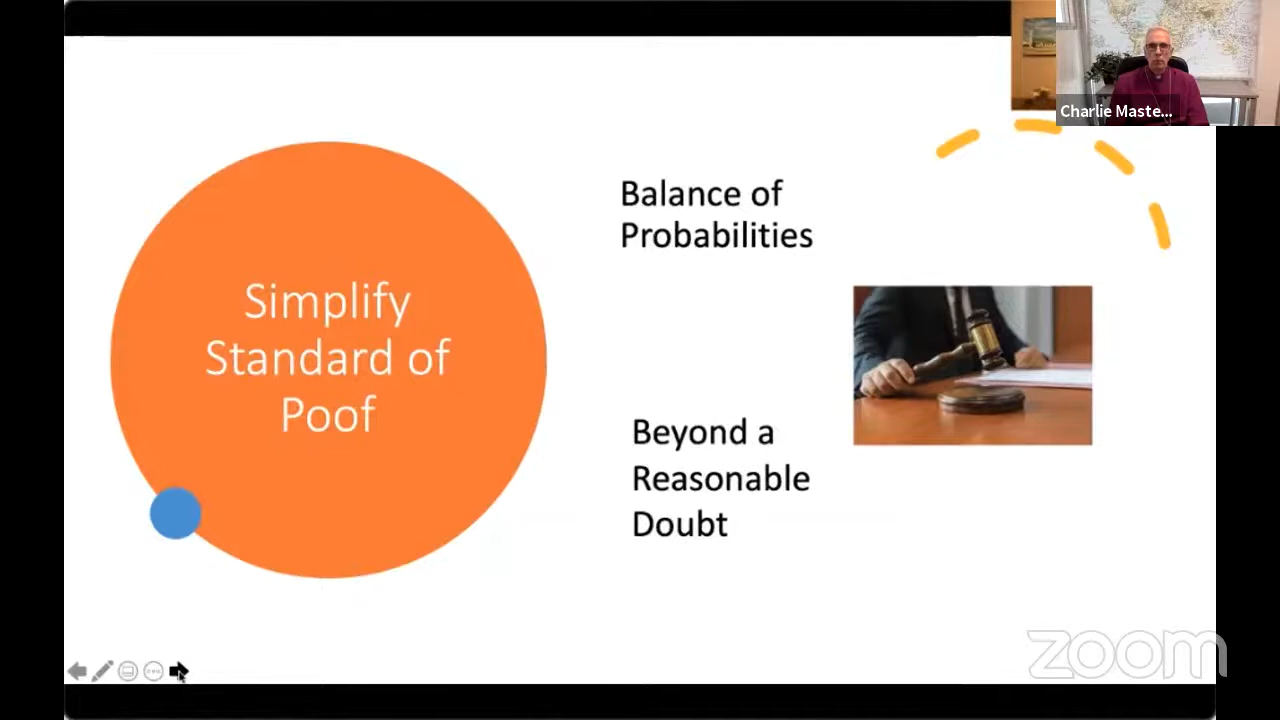 Charlie Maste...
Balance of
Probabilities
Simplify
Standard of
Poof
Beyond a
Reasonable
Doubt
zoom